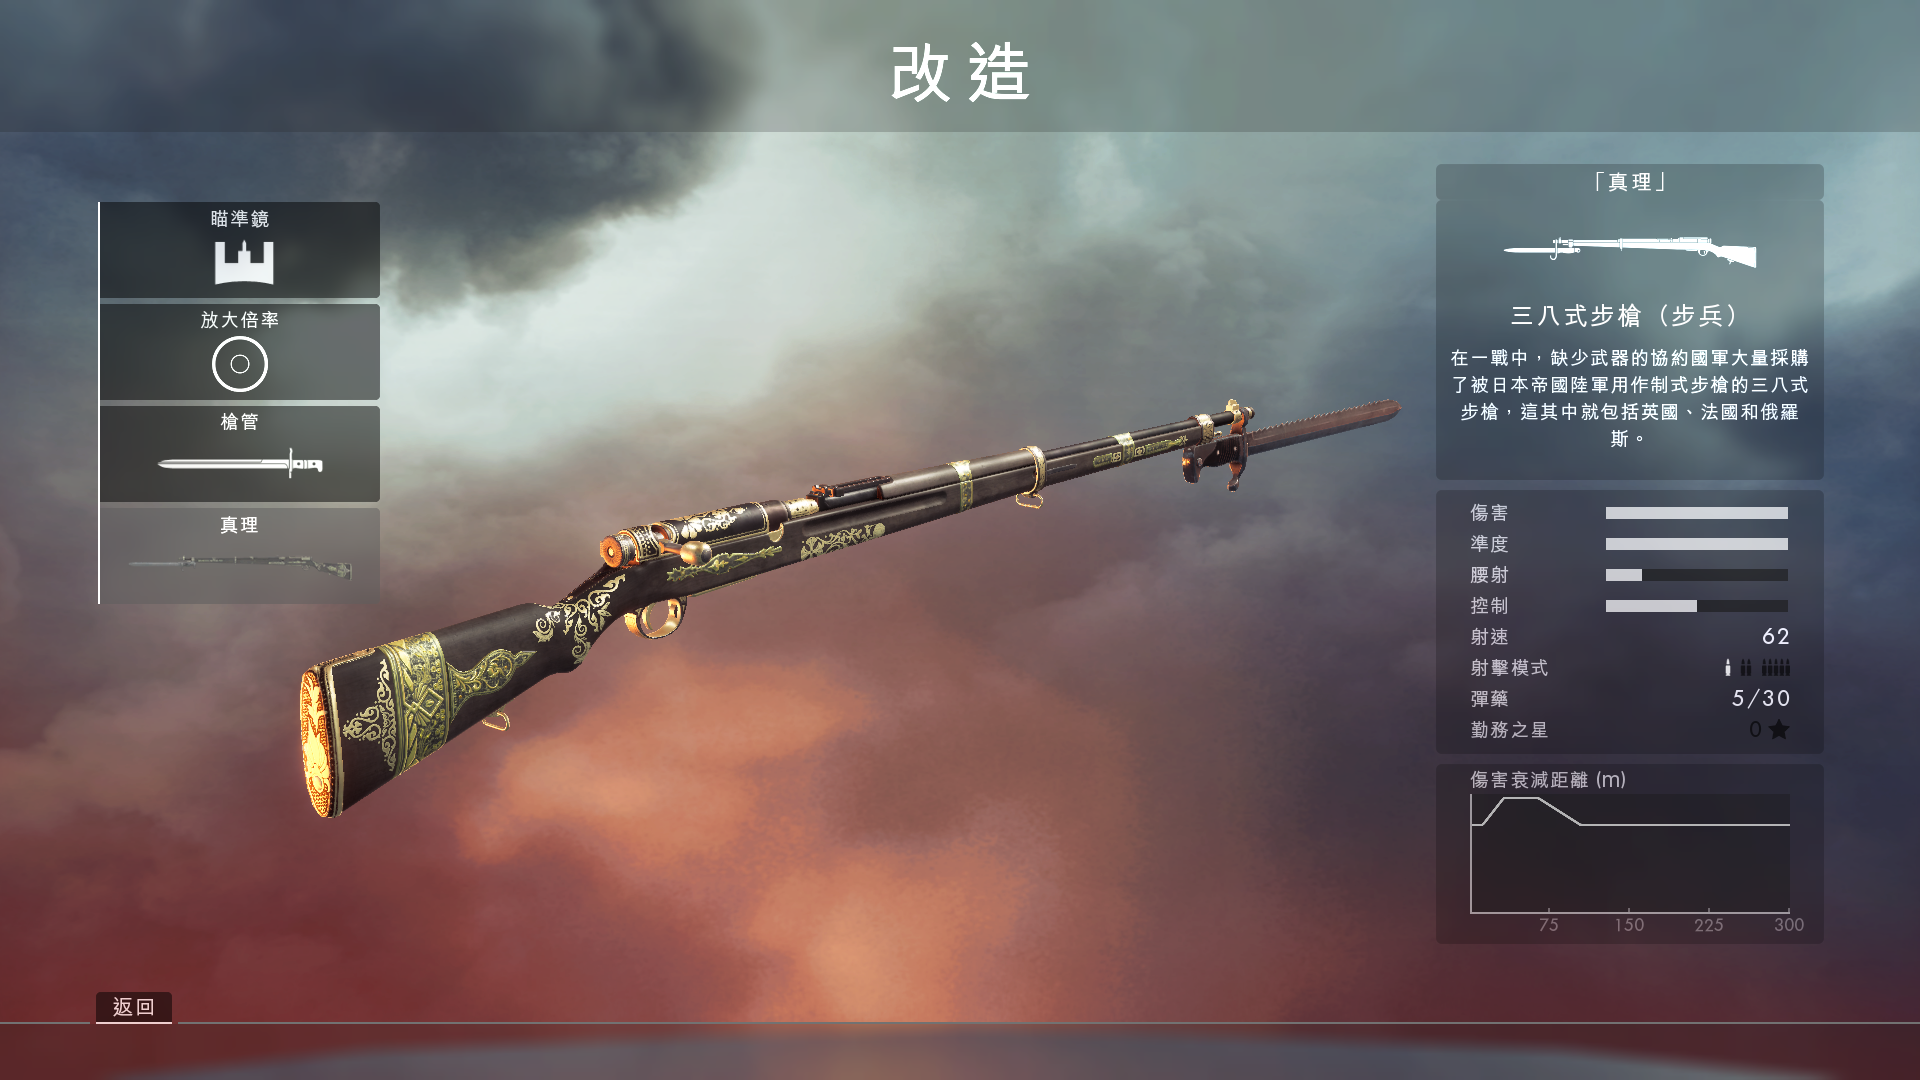 改造
瞄準鏡
放大倍率
槍管
真理
「真理」
三八式步槍（步兵）
在一戰中，缺少武器的協約國軍大量採購
了被日本帝國陸軍用作制式步槍的三八式
步槍，這其中就包括英國、法國和俄羅
斯。
傷害
準度
腰射
控制
射速 62
射擊模式
彈藥 5/30
勤務之星 0
傷害衰減距離 (m)
75 150 225 300
返回